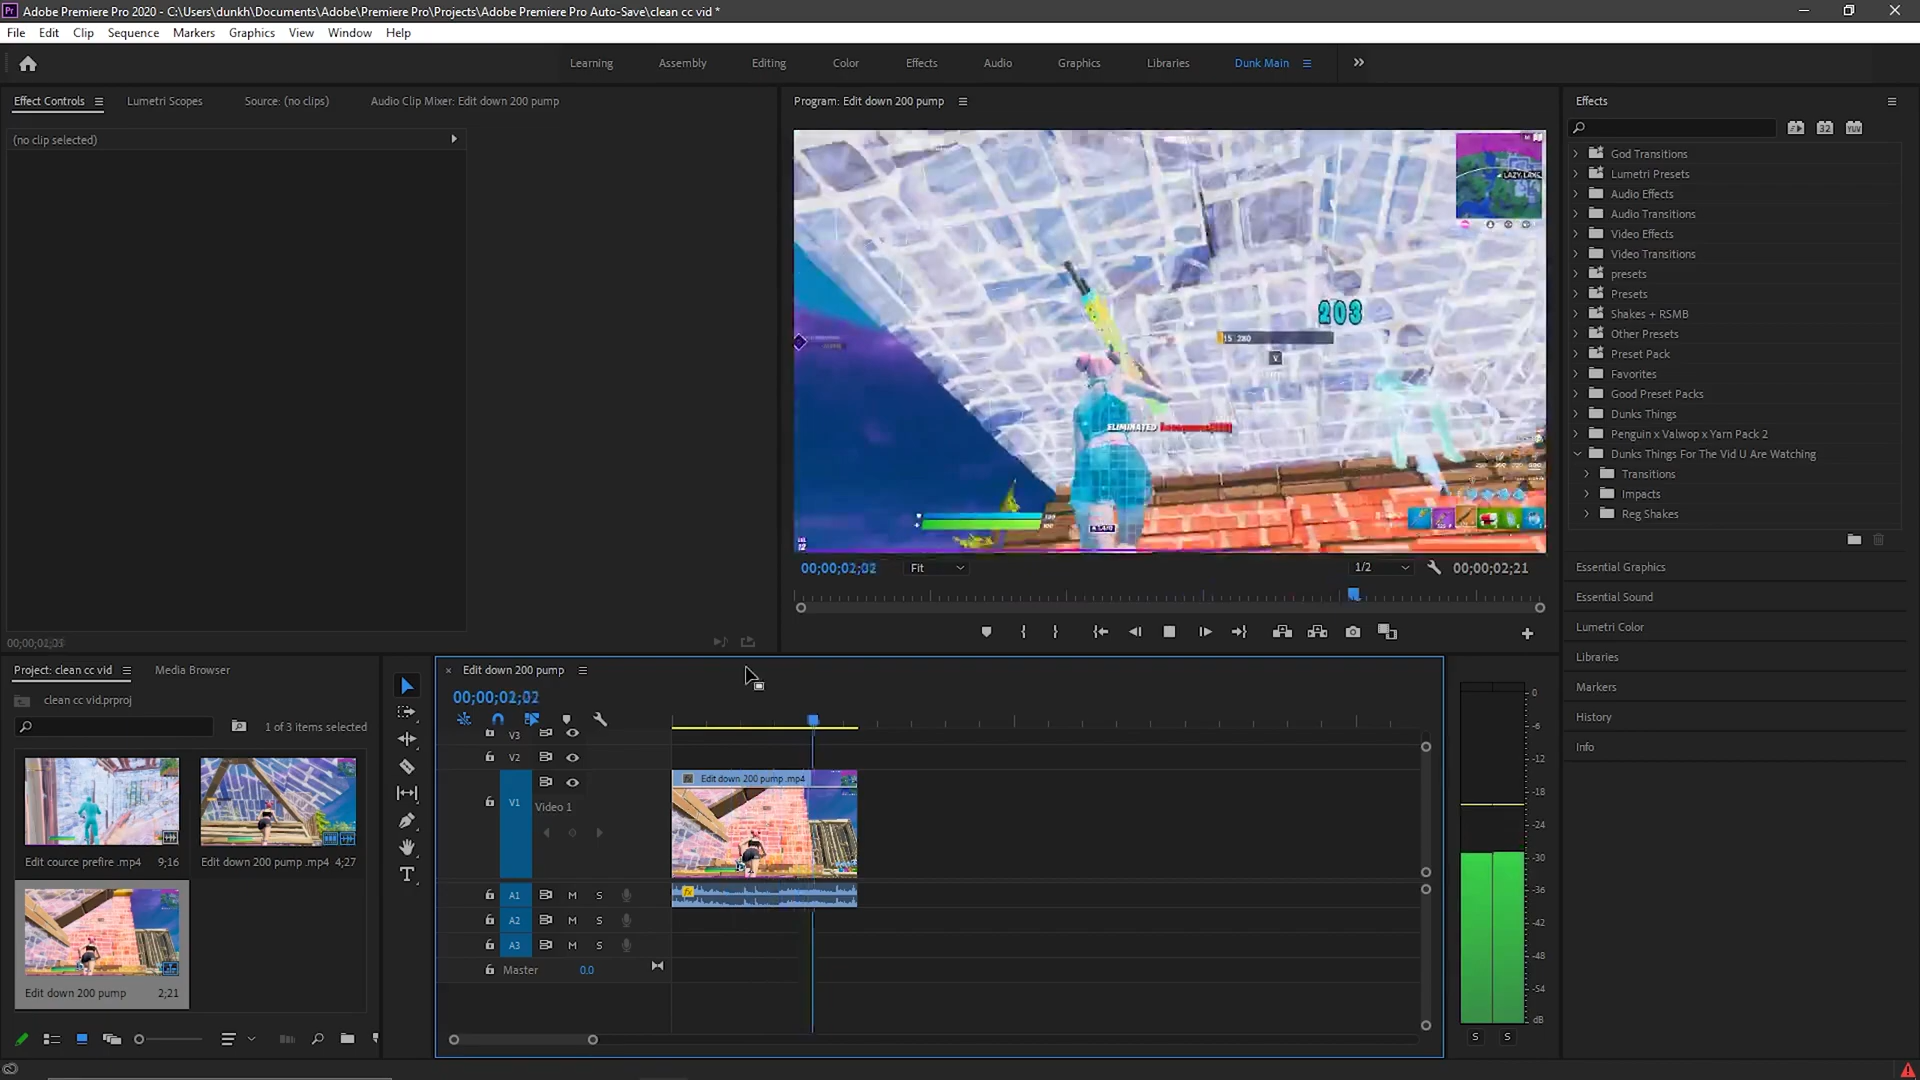 Adobe Premiere Pro 2020 - C:\Users\dunkh\Documents\Adobe\Premiere Pro\Projects\Adobe Premiere Pro Auto-Save\clean cc vid *
File Edit Clip Sequence Markers Graphics View Window Help
Learning Assembly Editing Color Effects Audio Graphics Libraries Dunk Main
Effect Controls Lumetri Scopes Source: (no clips) Audio Clip Mixer: Edit down 200 pump
(no clip selected)
Program: Edit down 200 pump
LAZY LAKE
203
15 280
V
ELIMINATED
100
100
12
00;00;02;02 Fit 1/2 00;00;02;21
Effects
God Transitions
Lumetri Presets
Audio Effects
Audio Transitions
Video Effects
Video Transitions
presets
Presets
Shakes + RSMB
Other Presets
Preset Pack
Favorites
Good Preset Packs
Dunks Things
Penguin x Valwop x Yarn Pack 2
Dunks Things For The Vid U Are Watching
Transitions
Impacts
Reg Shakes
Essential Graphics
Essential Sound
Lumetri Color
Libraries
Markers
History
Info
Project: clean cc vid Media Browser
clean cc vid.prproj
1 of 3 items selected
Edit cource prefire .mp4 9;16
Edit down 200 pump .mp4 4;27
Edit down 200 pump 2;21
Edit down 200 pump
00;00;02;02
V3
V2
V1
Video 1
Edit down 200 pump .mp4
fx
A1 M S
A2 M S
A3 M S
Master 0.0
0
-6
-12
-18
-24
-30
-36
-42
-48
-54
dB
S S